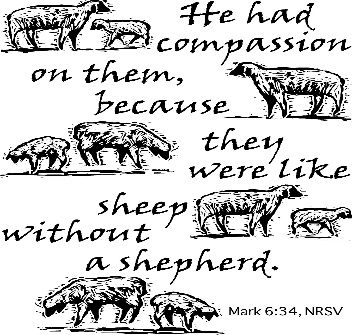 He had
compassion
on them,
because
they
were like
sheep
without
a shepherd.
Mark 6:34, NRSV